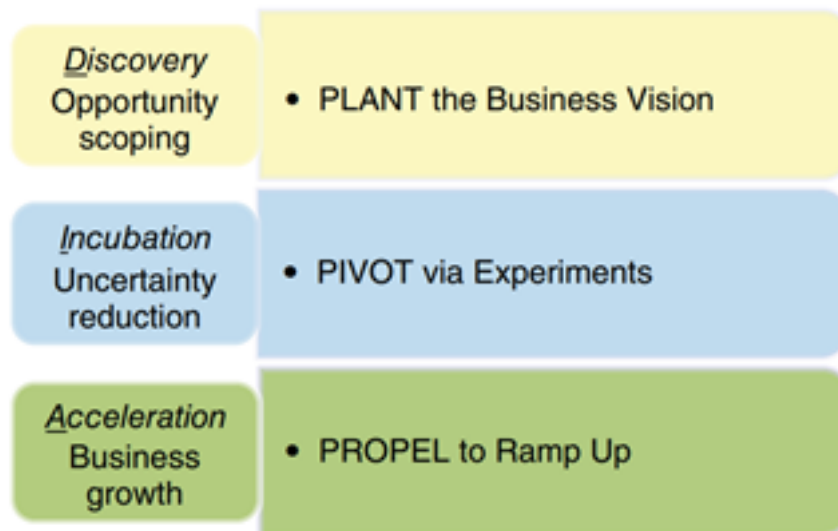 Discovery
Opportunity
scoping
• PLANT the Business Vision
Incubation
Uncertainty
reduction
• PIVOT via Experiments
Acceleration
Business
growth
• PROPEL to Ramp Up